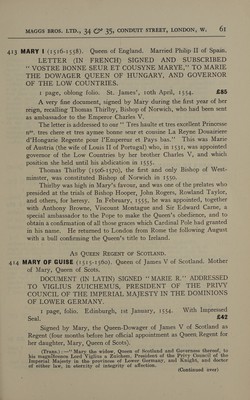 MAGGS BROS. LTD., 34 & 35, CONDUIT STREET, LONDON, W. 61
413 MARY I (1516-1558). Queen of England. Married Philip II of Spain.
LETTER (IN FRENCH) SIGNED AND SUBSCRIBED
“VOSTRE BONNE SEUR ET COUSYNE MARYE,” TO MARIE
THE DOWAGER QUEEN OF HUNGARY, AND GOVERNOR
OF THE LOW COUNTRIES.
1 page, oblong folio. St. James', 10th April, 1554. £85
A very fine document, signed by Mary during the first year of her
reign, recalling Thomas Thirlby, Bishop of Norwich, who had been sent
as ambassador to the Emperor Charles V.
The letter is addressed to our “Tres haulte et tres excellent Princesse
nr. tres chere et tres aymee bonne seur et cousine La Reyne Douairiere
d'Hongarie Regente pour l'Empereur et Pays bas.” This was Marie
of Austria (wife of Louis II of Portugal) who, in 1531, was appointed
governor of the Low Countries by her brother Charles V, and which
position she held until his abdication in 1555.
Thomas Thirlby (1506-1570), the first and only Bishop of West-
minster, was constituted Bishop of Norwich in 1550.
Thirlby was high in Mary's favour, and was one of the prelates who
presided at the trials of Bishop Hooper, John Rogers, Rowland Taylor,
and others, for heresy. In February, 1555, he was appointed, together
with Anthony Browne, Viscount Montague and Sir Edward Carne, a
special ambassador to the Pope to make the Queen's obedience, and to
obtain a confirmation of all those graces which Cardinal Pole had granted
in his name. He returned to London from Rome the following August
with a bull confirming the Queen's title to Ireland.
AS QUEEN REGENT OF SCOTLAND.
414 MARY OF GUISE (1515-1560). Queen of James V of Scotland. Mother
of Mary, Queen of Scots.
DOCUMENT (IN LATIN) SIGNED “MARIE R.” ADDRESSED
TO VIGLIUS ZUICHEMUS, PRESIDENT OF THE PRIVY
COUNCIL OF THE IMPERIAL MAJESTY IN THE DOMINIONS
OF LOWER GERMANY.
1 page, folio. Edinburgh, 1st January, 1554. With Impressed
Seal. £42
Signed by Mary, the Queen-Dowager of James V of Scotland as
Regent (four months before her official appointment as Queen Regent for
her daughter, Mary, Queen of Scots).
(Trans.):—“Mary the widow, Queen of Scotland and Governess thereof, to
his magnificence Lord Viglius a Zuichem, President of the Privy Council of the
Imperial Majesty in the provinces of Lower Germany, and Knight, and doctor
of either law, in eternity of integrity of affection.
(Continued over)